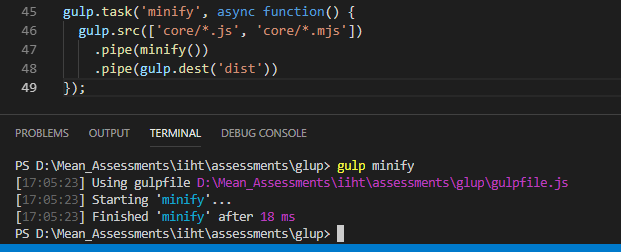 45 gulp.task('minify', async function() {
46 gulp.src(['core/*.js', 'core/*.mjs'])
47 .pipe(minify())
48 .pipe(gulp.dest('dist'))
49 });
PROBLEMS OUTPUT TERMINAL DEBUG CONSOLE
PS D:\Mean_Assessments\iiht\assessments\glup> gulp minify
[17:05:23] Using gulpfile D:\Mean_Assessments\iiht\assessments\glup\gulpfile.js
[17:05:23] Starting 'minify'...
[17:05:23] Finished 'minify' after 18 ms
PS D:\Mean_Assessments\iiht\assessments\glup>